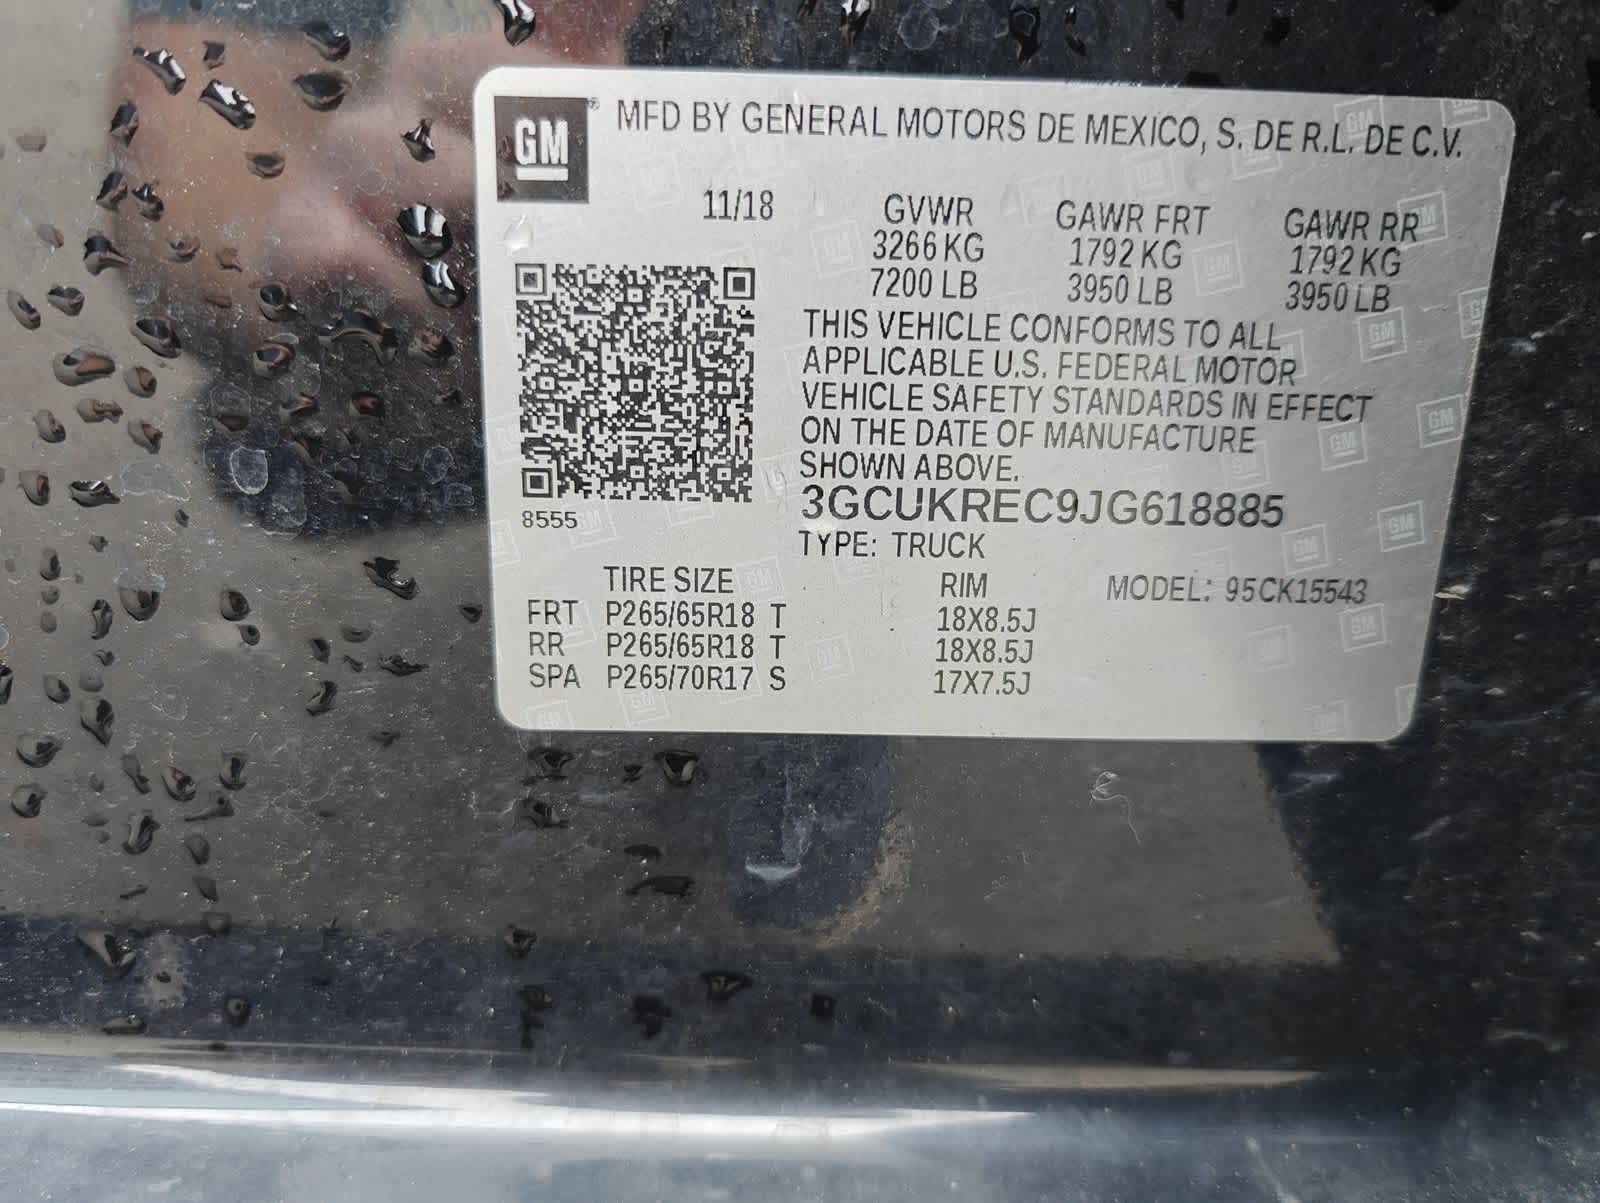 GM® MFD BY GENERAL MOTORS DE MEXICO, S. DE R.L. DE C.V.
11/18 GVWR GAWR FRT GAWR RR
3266 KG 1792 KG 1792 KG
7200 LB 3950 LB 3950 LB
THIS VEHICLE CONFORMS TO ALL
APPLICABLE U.S. FEDERAL MOTOR
VEHICLE SAFETY STANDARDS IN EFFECT
ON THE DATE OF MANUFACTURE
SHOWN ABOVE.
8555
3GCUKREC9JG618885
TYPE: TRUCK
TIRE SIZE RIM MODEL: 95CK15543
FRT P265/65R18 T 18X8.5J
RR P265/65R18 T 18X8.5J
SPA P265/70R17 S 17X7.5J